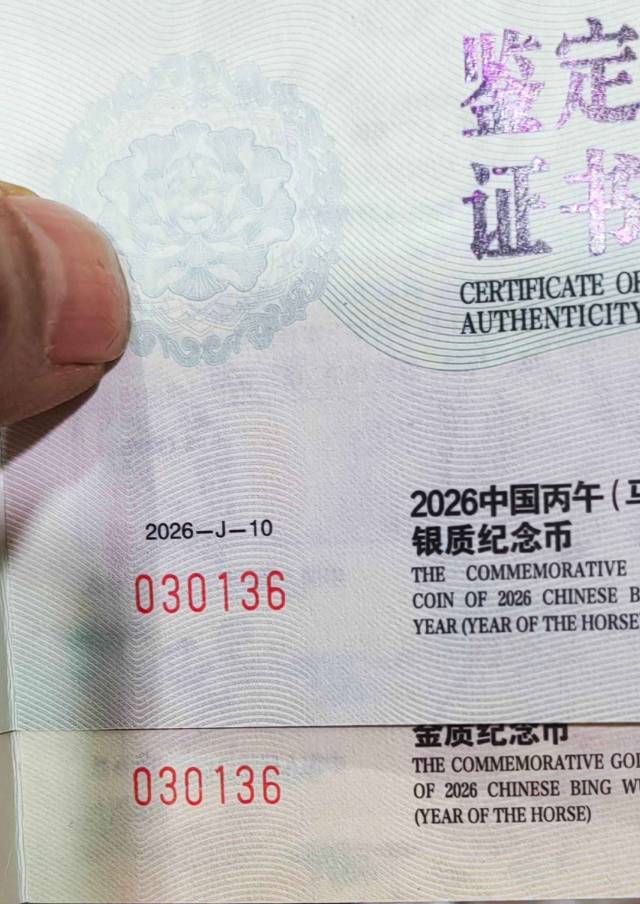 鉴定
证书
CERTIFICATE OF
AUTHENTICITY
2026中国丙午(马
银质纪念币
2026-J-10
030136
THE COMMEMORATIVE
COIN OF 2026 CHINESE B
YEAR (YEAR OF THE HORSE
金质纪念币
030136
THE COMMEMORATIVE GOL
OF 2026 CHINESE BING WU
(YEAR OF THE HORSE)